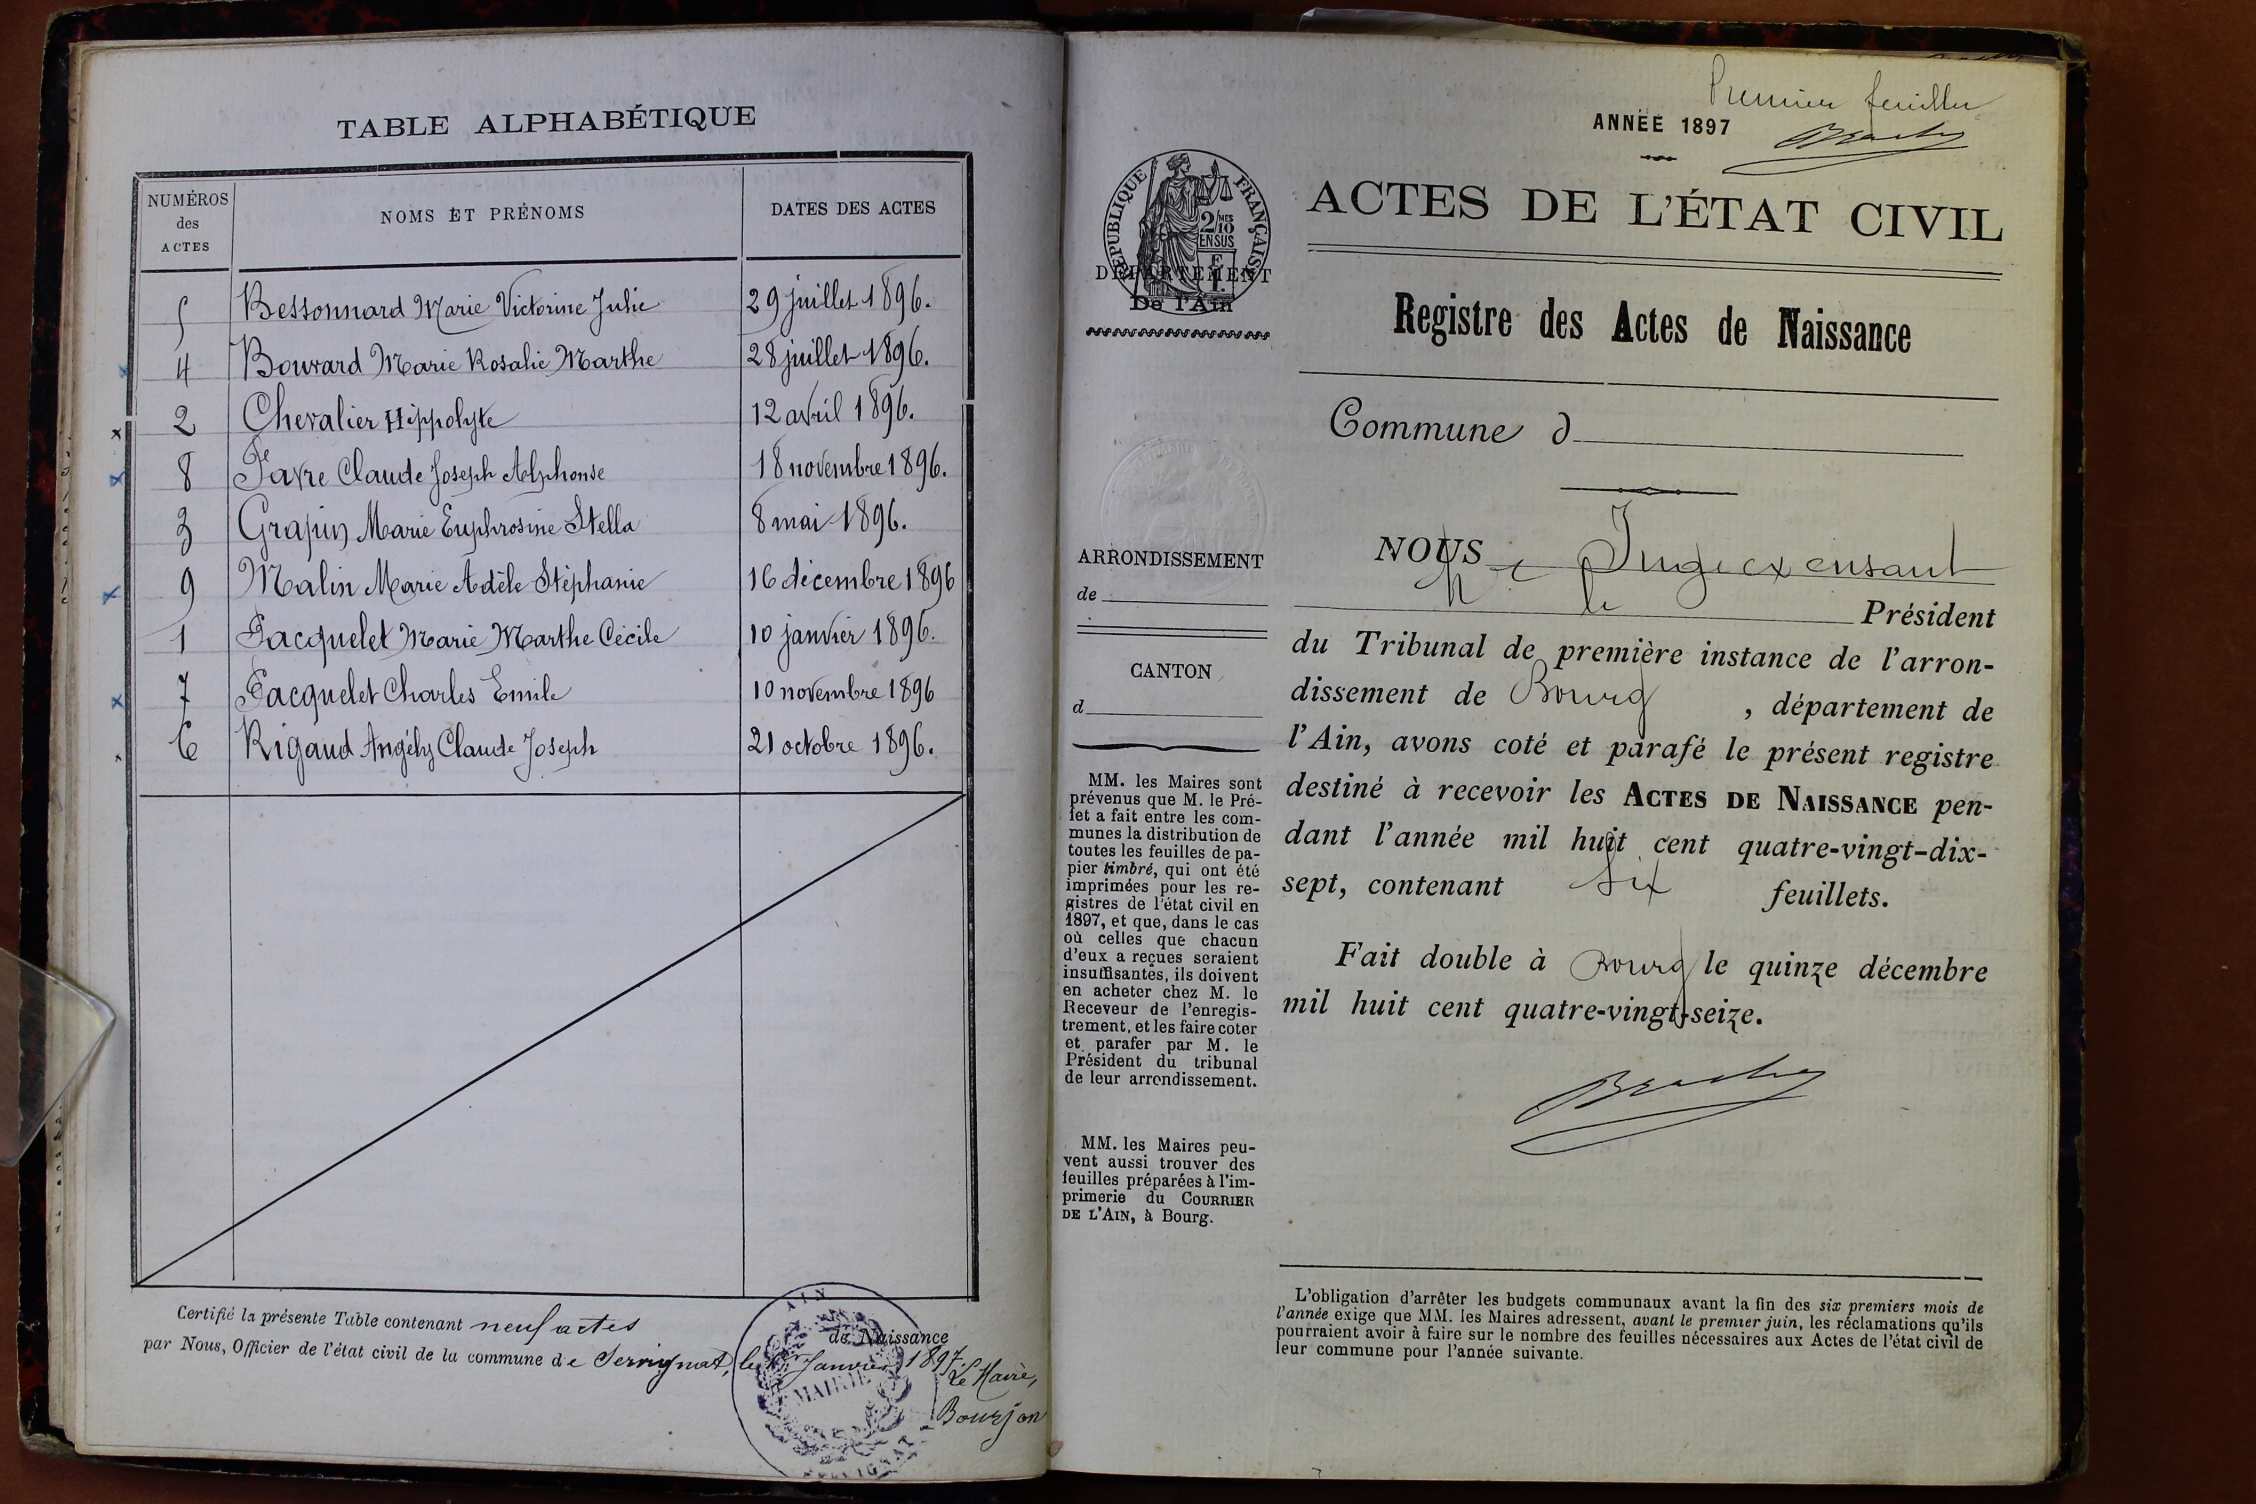 TABLE ALPHABÉTIQUE
NUMÉROS des ACTES NOMS ET PRÉNOMS DATES DES ACTES
5 Bessonnard Marie Victorine Julie 29 juillet 1896.
4 Bouvard Marie Rosalie Marthe 28 juillet 1896.
2 Chevalier Hippolyte 12 avril 1896.
8 Favre Claude Joseph Alphonse 18 novembre 1896.
3 Grapin Marie Euphrosine Stella 8 mai 1896.
9 Malin Marie Adèle Stéphanie 16 décembre 1896
1 Pacquelet Marie Marthe Cécile 10 janvier 1896.
7 Pacquelet Charles Emile 10 novembre 1896
6 Rigaud Angély Claude Joseph 21 octobre 1896.
Certifié la présente Table contenant neuf actes de Naissance
par Nous, Officier de l'état civil de la commune de Servignat, le Janvier 1897.
Le Maire,
Bourjon
AIN
MAIRIE
Premier feuillet
ANNÉE 1897
RÉPUBLIQUE FRANÇAISE
2/10MES
EN SUS
ACTES DE L'ÉTAT CIVIL
DÉPARTEMENT
De l'Ain
Registre des Actes de Naissance
Commune d
ARRONDISSEMENT
de
CANTON
d
MM. les Maires sont
prévenus que M. le Pré-
fet a fait entre les com-
munes la distribution de
toutes les feuilles de pa-
pier timbré, qui ont été
imprimées pour les re-
gistres de l'état civil en
1897, et que, dans le cas
où celles que chacun
d'eux a reçues seraient
insuffisantes, ils doivent
en acheter chez M. le
Receveur de l'enregis-
trement, et les faire coter
et parafer par M. le
Président du tribunal
de leur arrondissement.
MM. les Maires peu-
vent aussi trouver des
feuilles préparées à l'im-
primerie du COURRIER
DE L'AIN, à Bourg.
NOUS Juge
le Président
du Tribunal de première instance de l'arron-
dissement de Bourg , département de
l'Ain, avons coté et parafé le présent registre
destiné à recevoir les ACTES DE NAISSANCE pen-
dant l'année mil huit cent quatre-vingt-dix-
sept, contenant six feuillets.
Fait double à Bourg le quinze décembre
mil huit cent quatre-vingt-seize.
L'obligation d'arrêter les budgets communaux avant la fin des six premiers mois de
l'année exige que MM. les Maires adressent, avant le premier juin, les réclamations qu'ils
pourraient avoir à faire sur le nombre des feuilles nécessaires aux Actes de l'état civil de
leur commune pour l'année suivante.